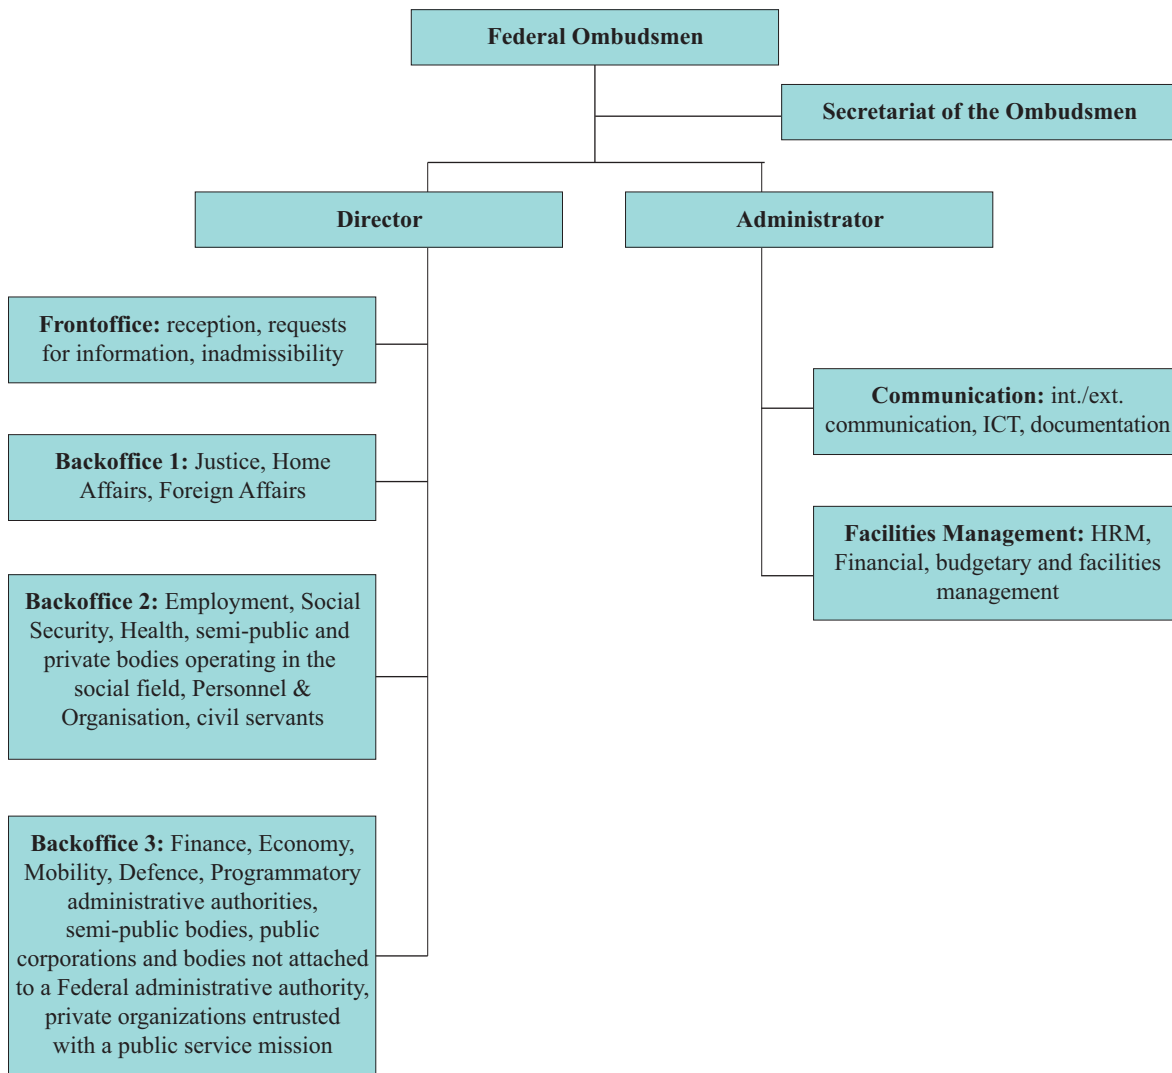 Federal Ombudsmen
Secretariat of the Ombudsmen
Director
Administrator
Frontoffice: reception, requests
for information, inadmissibility
Communication: int./ext.
communication, ICT, documentation
Backoffice 1: Justice, Home
Affairs, Foreign Affairs
Facilities Management: HRM,
Financial, budgetary and facilities
management
Backoffice 2: Employment, Social
Security, Health, semi-public and
private bodies operating in the
social field, Personnel &
Organisation, civil servants
Backoffice 3: Finance, Economy,
Mobility, Defence, Programmatory
administrative authorities,
semi-public bodies, public
corporations and bodies not attached
to a Federal administrative authority,
private organizations entrusted
with a public service mission